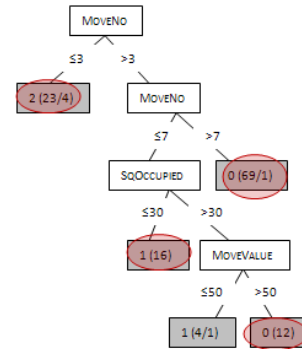 MOVENO
≤3 >3
2 (23/4) MOVENO
≤7 >7
SQOCCUPIED 0 (69/1)
≤30 >30
1 (16) MOVEVALUE
≤50 >50
1 (4/1) 0 (12)